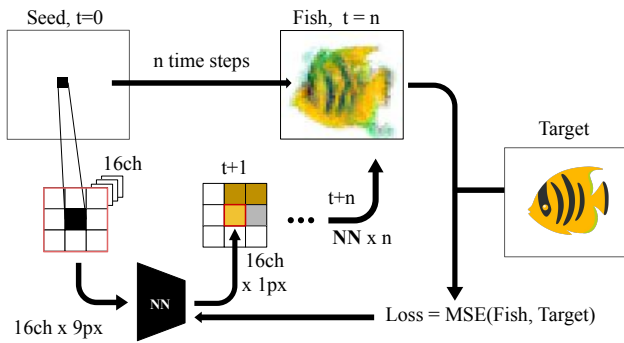 Seed, t=0
Fish, t = n
n time steps
Target
16ch
t+1
t+n
NN x n
16ch
x 1px
NN
16ch x 9px
Loss = MSE(Fish, Target)